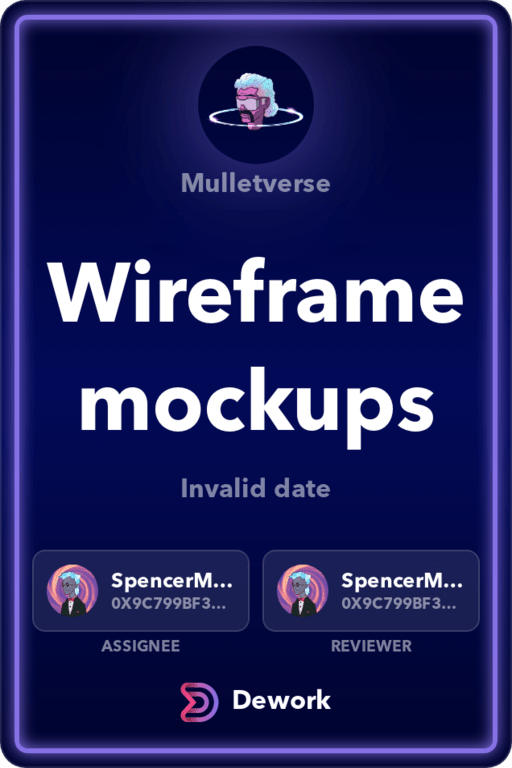 Mulletverse
Wireframe
mockups
Invalid date
SpencerM... SpencerM...
0X9C799BF3... 0X9C799BF3...
ASSIGNEE REVIEWER
Dework